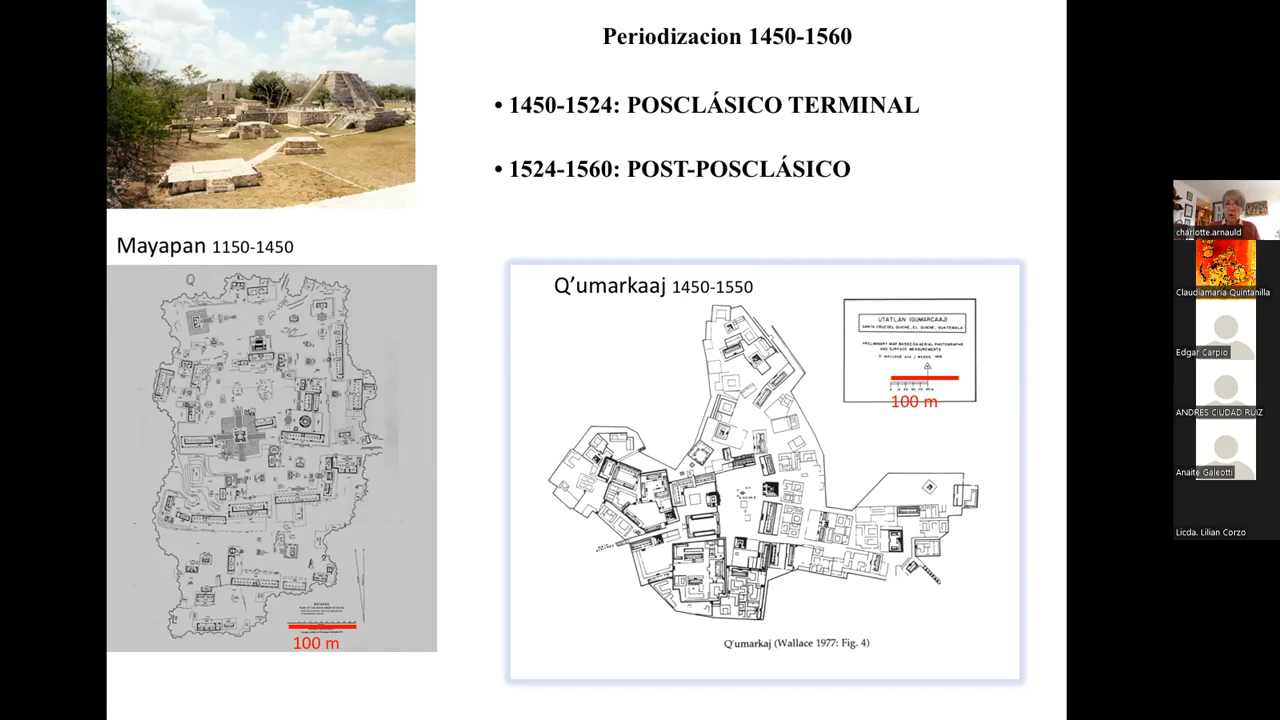 Periodizacion 1450-1560
• 1450-1524: POSCLÁSICO TERMINAL
• 1524-1560: POST-POSCLÁSICO
Mayapan 1150-1450
100 m
Q'umarkaaj 1450-1550
UTATLAN (GUMARCAAJ)
SANTA CRUZ DEL QUICHE, EL QUICHE, GUATEMALA
PRELIMINARY MAP BASED ON AERIAL PHOTOGRAPHS
AND SURFACE MEASUREMENTS
100 m
Q'umarkaj (Wallace 1977: Fig. 4)
charlotte.arnauld
Claudiamaría Quintanilla
Edgar Carpio
ANDRES CIUDAD RUIZ
Anaite Galeotti
Licda. Lilian Corzo